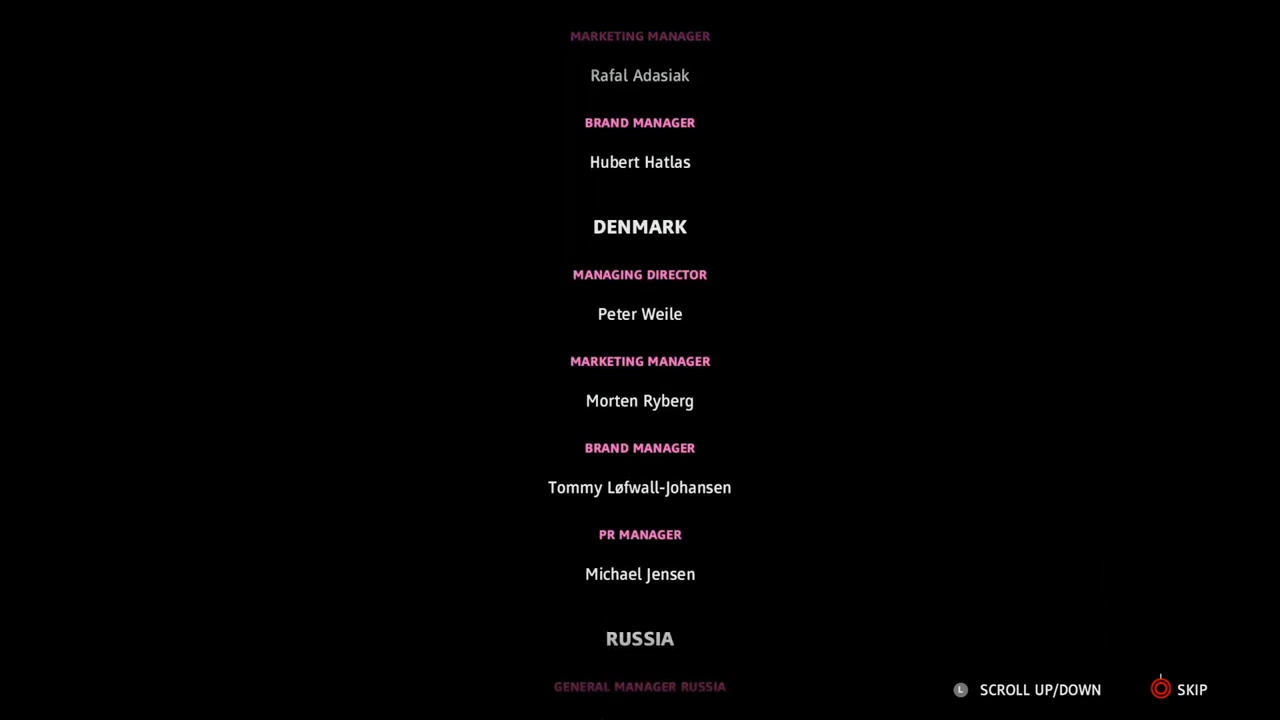 MARKETING MANAGER
Rafal Adasiak
BRAND MANAGER
Hubert Hatlas
DENMARK
MANAGING DIRECTOR
Peter Weile
MARKETING MANAGER
Morten Ryberg
BRAND MANAGER
Tommy Løfwall-Johansen
PR MANAGER
Michael Jensen
RUSSIA
GENERAL MANAGER RUSSIA
L SCROLL UP/DOWN SKIP